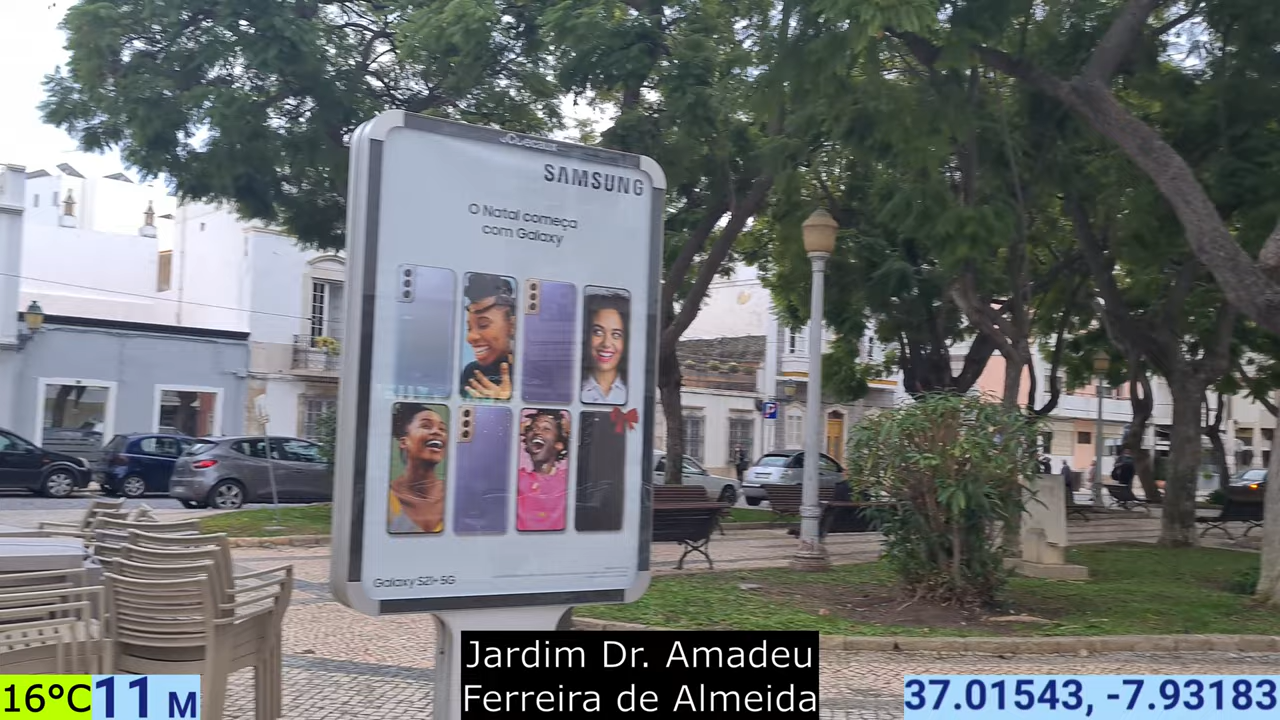 JCDecaux
SAMSUNG
O Natal começa
com Galaxy
Galaxy S21+ 5G
P
Jardim Dr. Amadeu
Ferreira de Almeida
16°C
11 M
37.01543, -7.93183